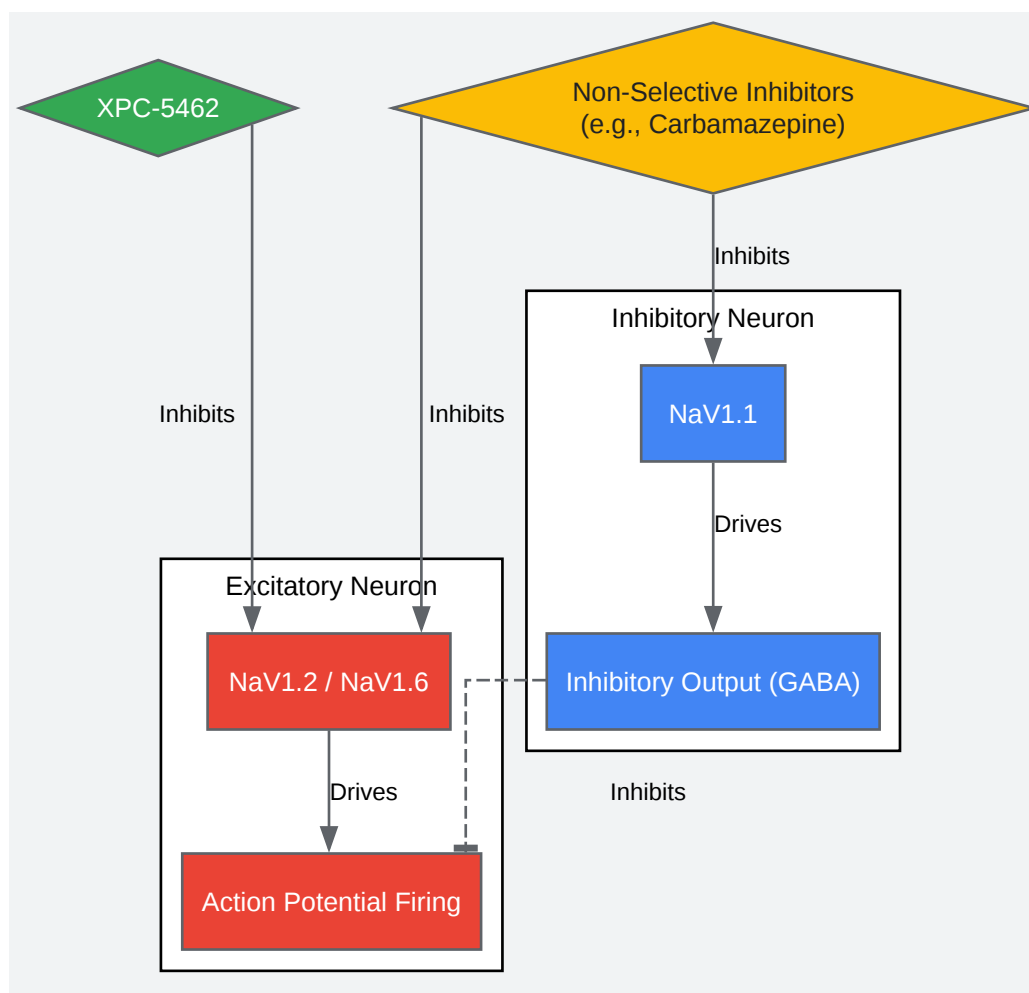 XPC-5462
Non-Selective Inhibitors
(e.g., Carbamazepine)
Inhibits
Inhibitory Neuron
NaV1.1
Inhibits
Inhibits
Drives
Excitatory Neuron
NaV1.2 / NaV1.6
Inhibitory Output (GABA)
Drives
Inhibits
Action Potential Firing